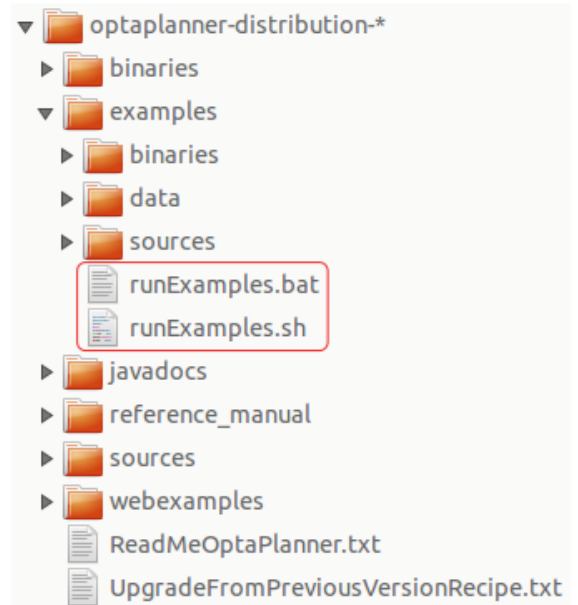 optaplanner-distribution-*
binaries
examples
binaries
data
sources
runExamples.bat
runExamples.sh
javadocs
reference_manual
sources
webexamples
ReadMeOptaPlanner.txt
UpgradeFromPreviousVersionRecipe.txt